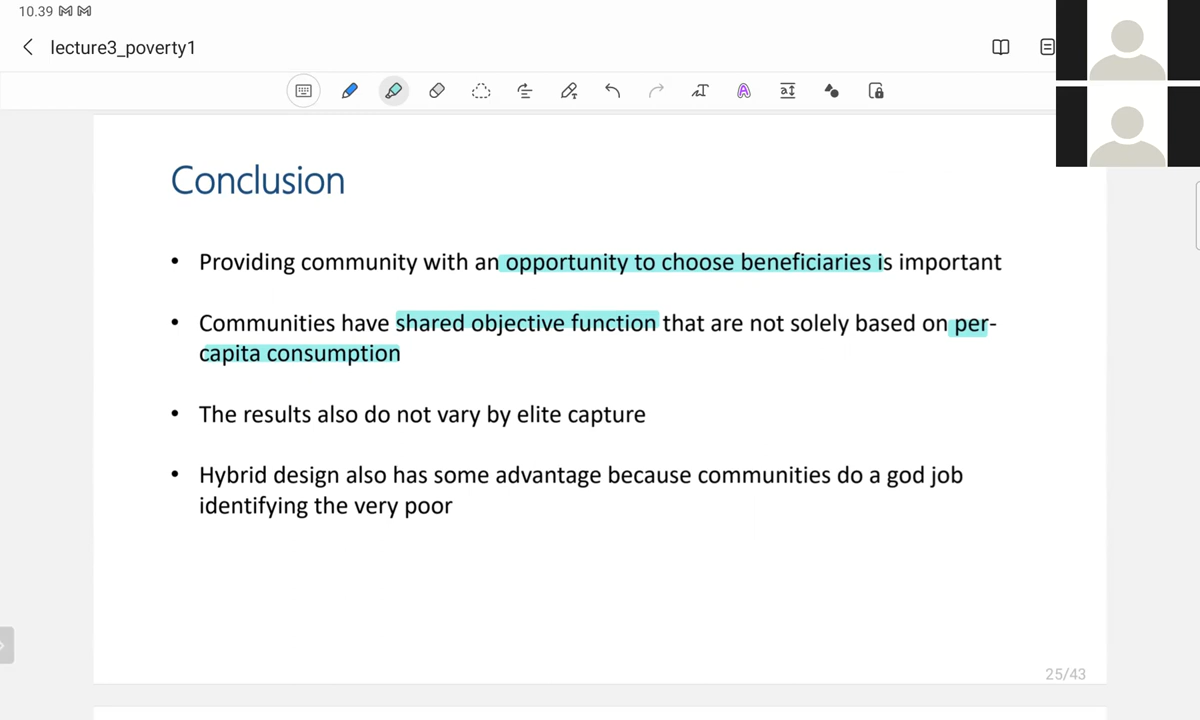 10.39
lecture3_poverty1
Conclusion
• Providing community with an opportunity to choose beneficiaries is important
• Communities have shared objective function that are not solely based on per-
capita consumption
• The results also do not vary by elite capture
• Hybrid design also has some advantage because communities do a god job
identifying the very poor
25/43